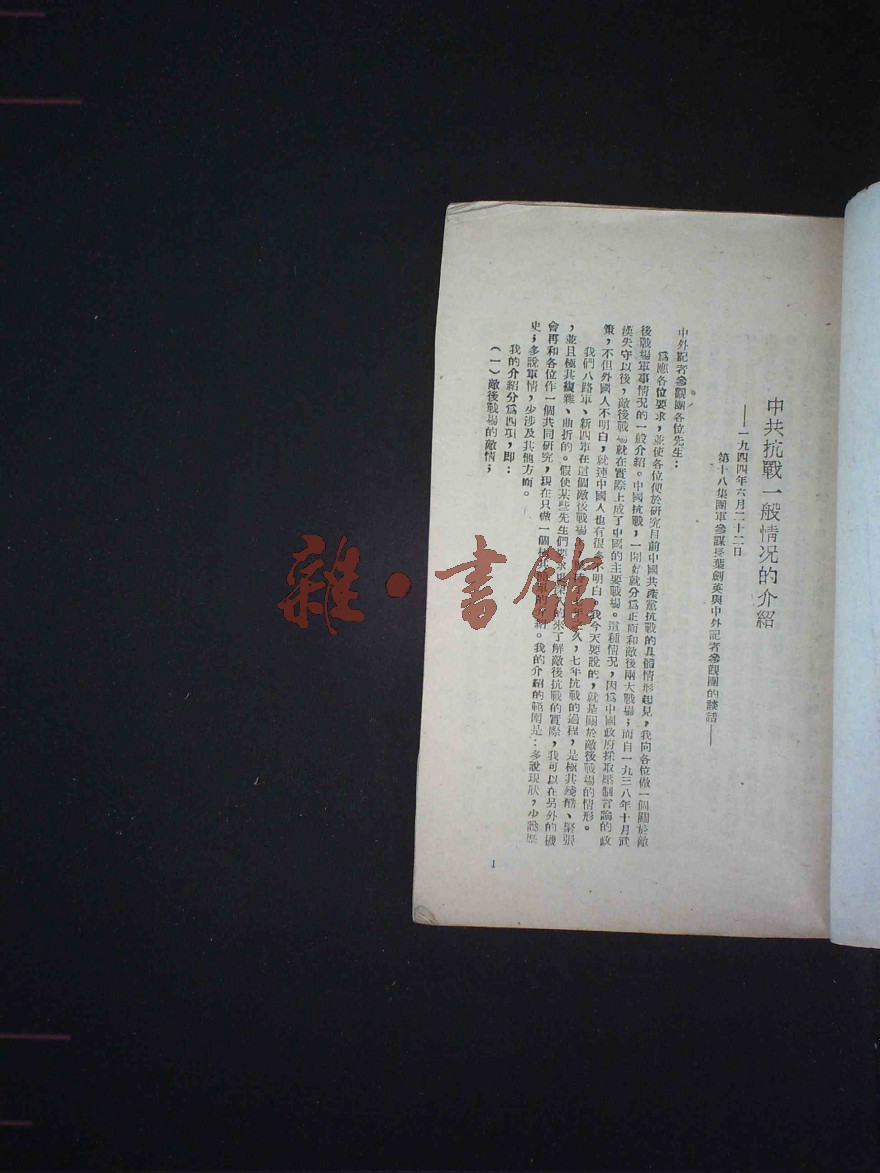 中共抗戰一般情况的介紹
——一九四四年六月二十二日
第十八集團軍參謀長葉劍英與中外記者參觀團的談話——
中外記者參觀團各位先生：
爲應各位要求，並使各位便於研究目前中國共產黨抗戰的具體情形起見，我向各位做一個關於敵
後戰場軍事情况的一般介紹。中國抗戰，一開始就分爲正面和敵後兩大戰場；而自一九三八年十月武
漢失守以後，敵後戰場就在實際上成了中國的主要戰場。這種情况，因爲中國政府採取壓制言論的政
策，不但外國人不明白，就連中國人也有很多不明白。我今天要說的，就是關於敵後戰場的情形。
我們八路軍、新四軍在這個敵後戰場 久，七年抗戰的過程，是極其殘酷、緊張
，並且極其複雜、曲折的。假使某些先生們要求 來了解敵後抗戰的實際，我可以在另外的機
會再和各位作一個共同研究，現在只做一個 紹。我的介紹的範圍是：多說現狀，少說歷
史；多說軍情，少涉及其他方面。
我的介紹分爲四項，即：
（一）敵後戰場的敵情；
1
雜·書館